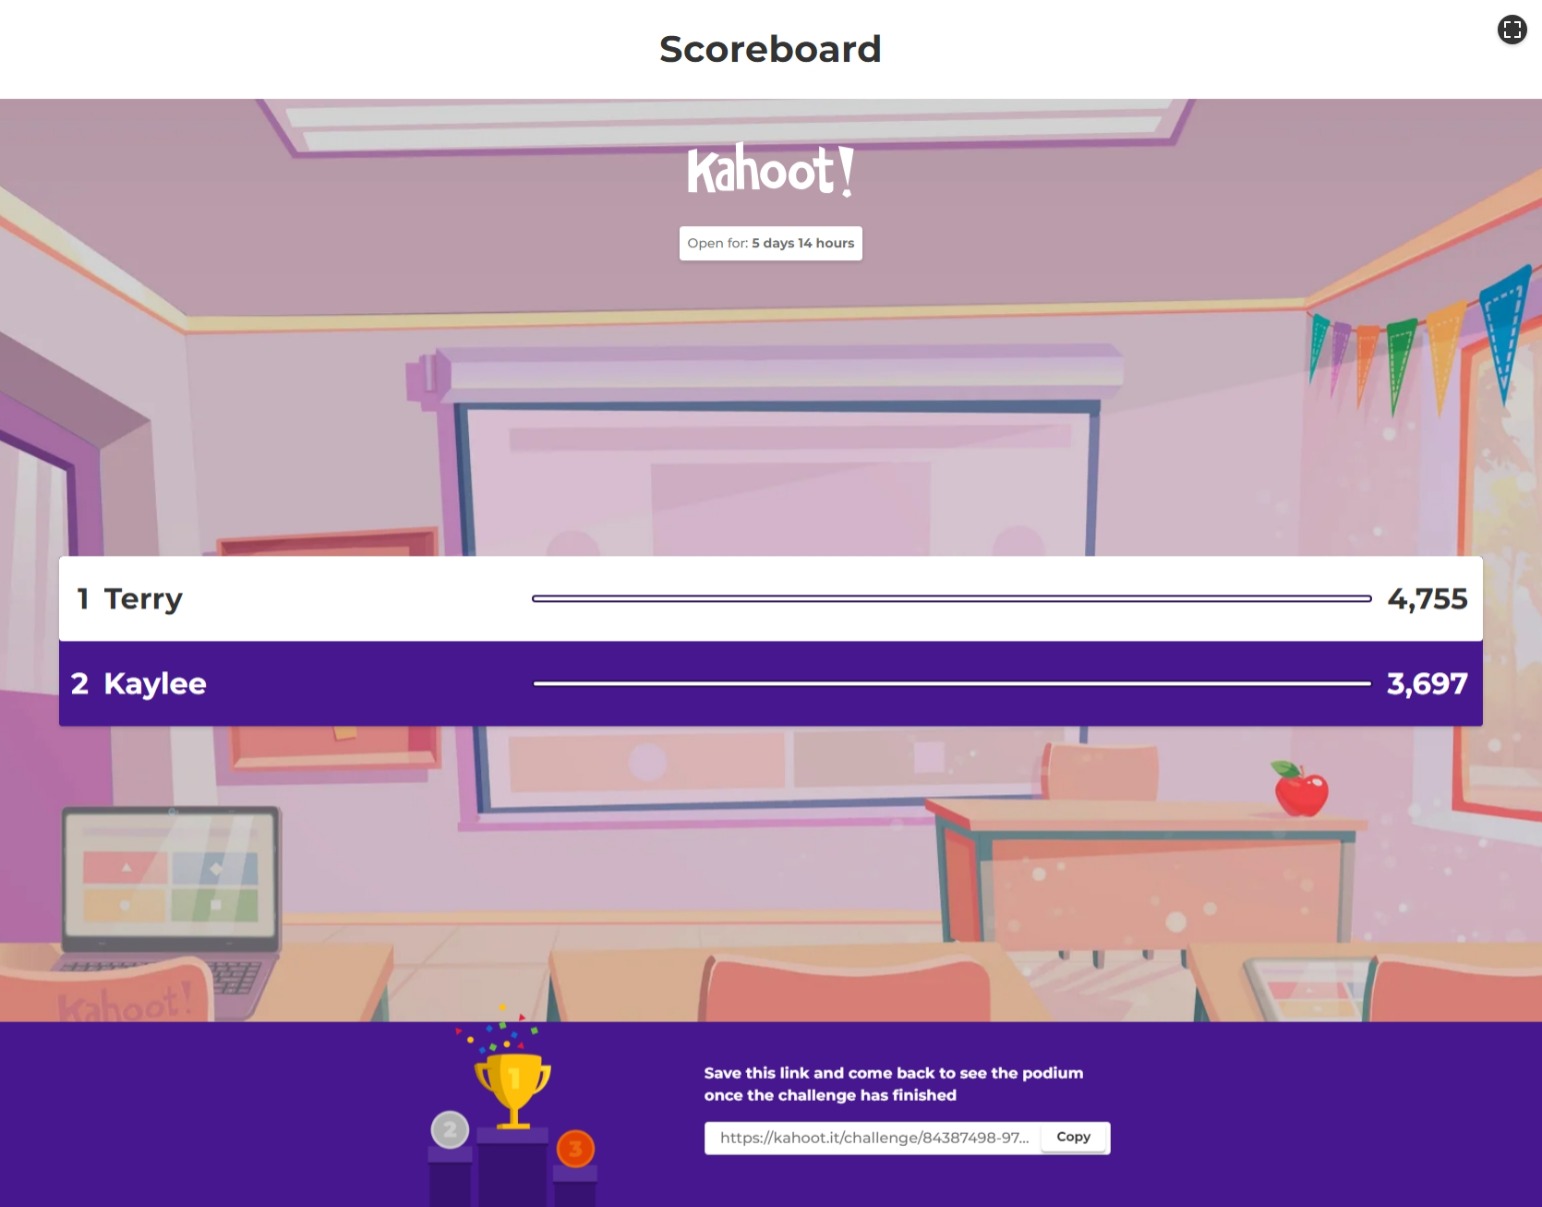 Scoreboard
Kahoot!
Open for: 5 days 14 hours
1 Terry 4,755
2 Kaylee 3,697
Kahoot!
1
2
3
Save this link and come back to see the podium
once the challenge has finished
https://kahoot.it/challenge/84387498-97... Copy